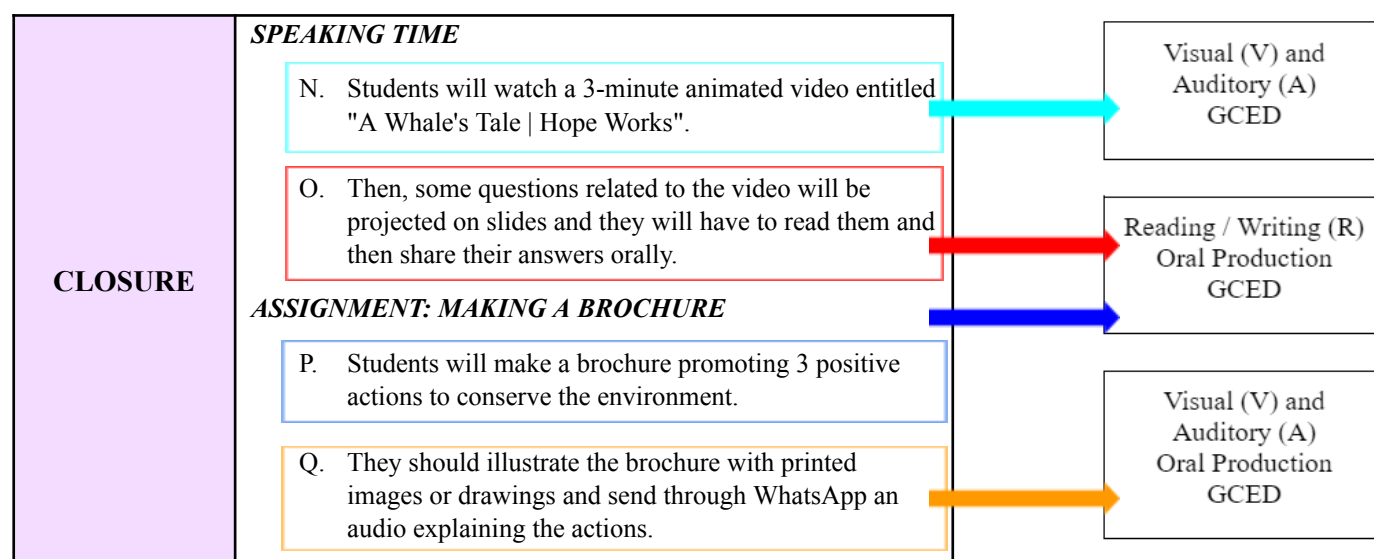 CLOSURE
SPEAKING TIME
N. Students will watch a 3-minute animated video entitled
"A Whale's Tale | Hope Works".
O. Then, some questions related to the video will be
projected on slides and they will have to read them and
then share their answers orally.
ASSIGNMENT: MAKING A BROCHURE
P. Students will make a brochure promoting 3 positive
actions to conserve the environment.
Q. They should illustrate the brochure with printed
images or drawings and send through WhatsApp an
audio explaining the actions.
Visual (V) and
Auditory (A)
GCED
Reading / Writing (R)
Oral Production
GCED
Visual (V) and
Auditory (A)
Oral Production
GCED